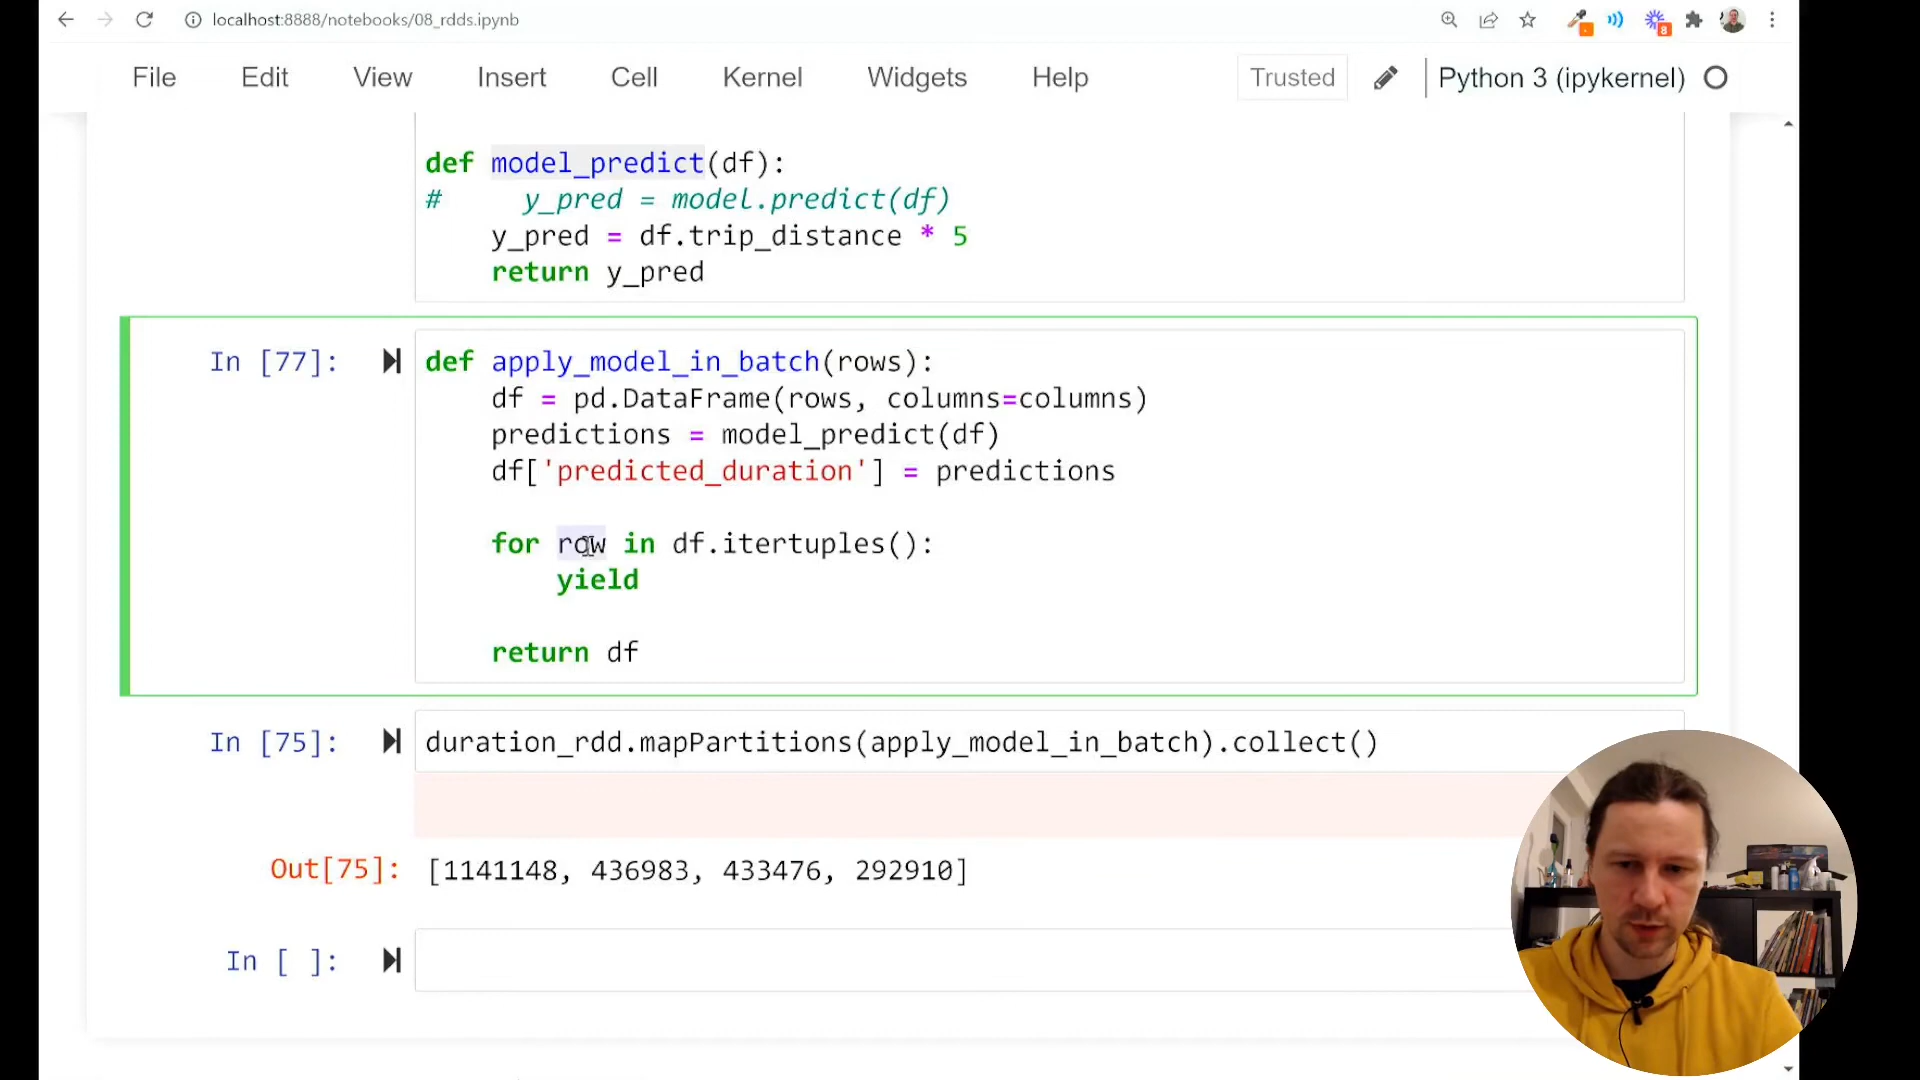 localhost:8888/notebooks/08_rdds.ipynb
8
File Edit View Insert Cell Kernel Widgets Help Trusted Python 3 (ipykernel)
def model_predict(df):
#     y_pred = model.predict(df)
    y_pred = df.trip_distance * 5
    return y_pred
In [77]: def apply_model_in_batch(rows):
    df = pd.DataFrame(rows, columns=columns)
    predictions = model_predict(df)
    df['predicted_duration'] = predictions
    for row in df.itertuples():
        yield
    return df
In [75]: duration_rdd.mapPartitions(apply_model_in_batch).collect()
Out[75]: [1141148, 436983, 433476, 292910]
In [ ]: